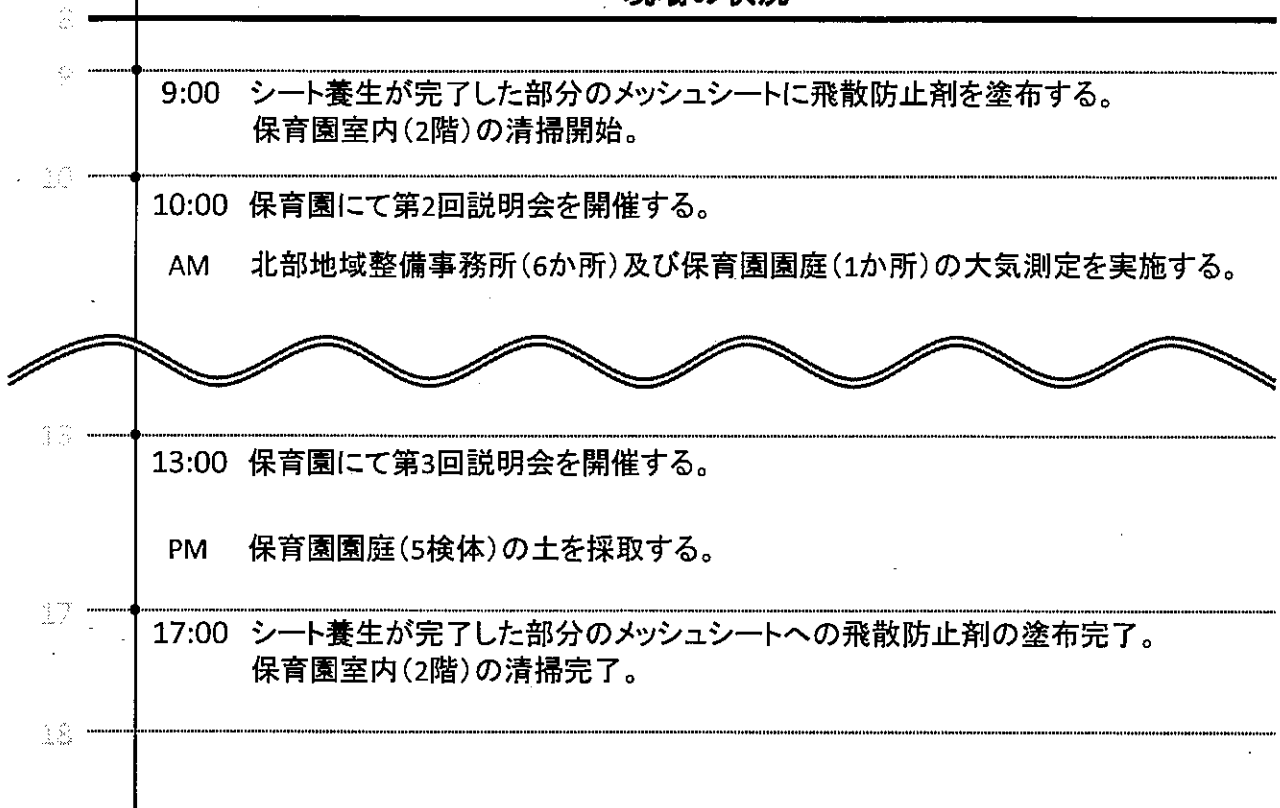 8
9
9:00 シート養生が完了した部分のメッシュシートに飛散防止剤を塗布する。
保育園室内(2階)の清掃開始。
10
10:00 保育園にて第2回説明会を開催する。
AM 北部地域整備事務所(6か所)及び保育園園庭(1か所)の大気測定を実施する。
13
13:00 保育園にて第3回説明会を開催する。
PM 保育園園庭(5検体)の土を採取する。
17
17:00 シート養生が完了した部分のメッシュシートへの飛散防止剤の塗布完了。
保育園室内(2階)の清掃完了。
18